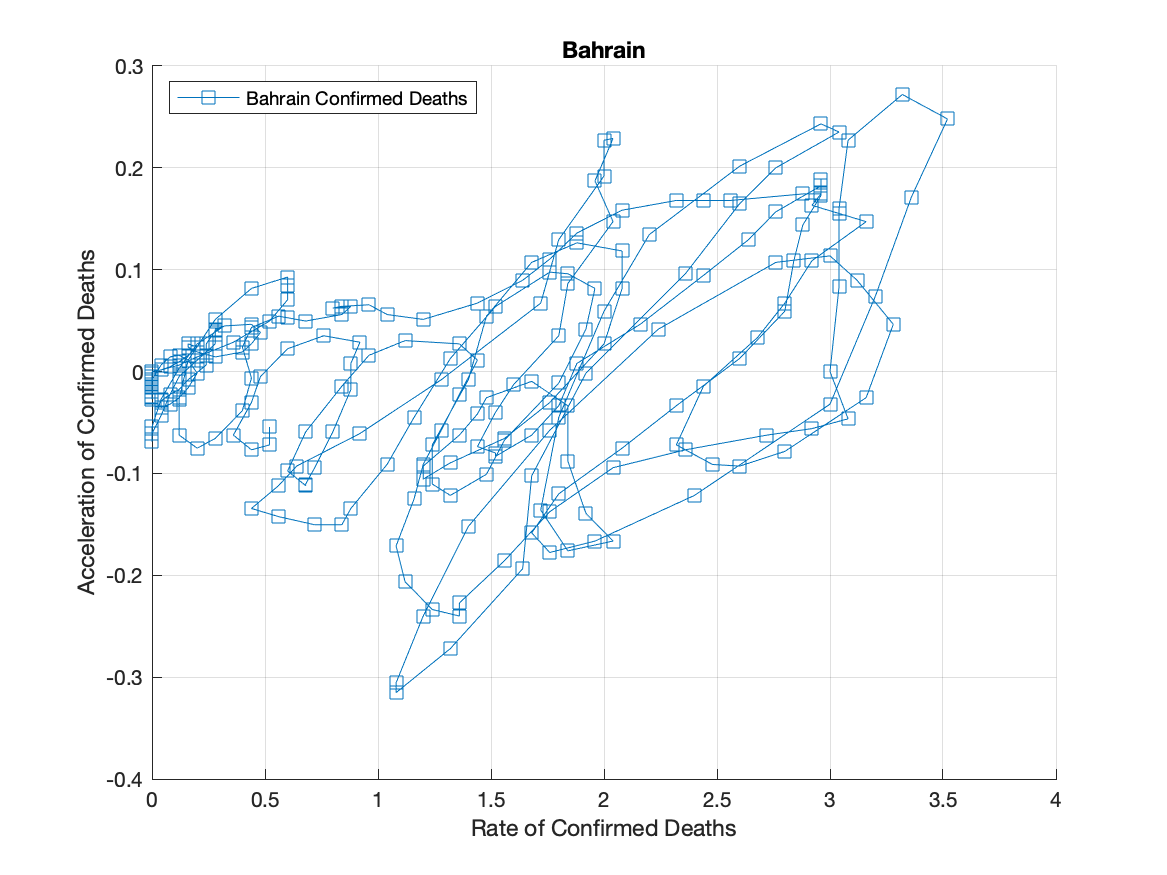 Bahrain
0.3
Bahrain Confirmed Deaths
0.2
0.1
0
-0.1
-0.2
-0.3
-0.4
Acceleration of Confirmed Deaths
0 0.5 1 1.5 2 2.5 3 3.5 4
Rate of Confirmed Deaths